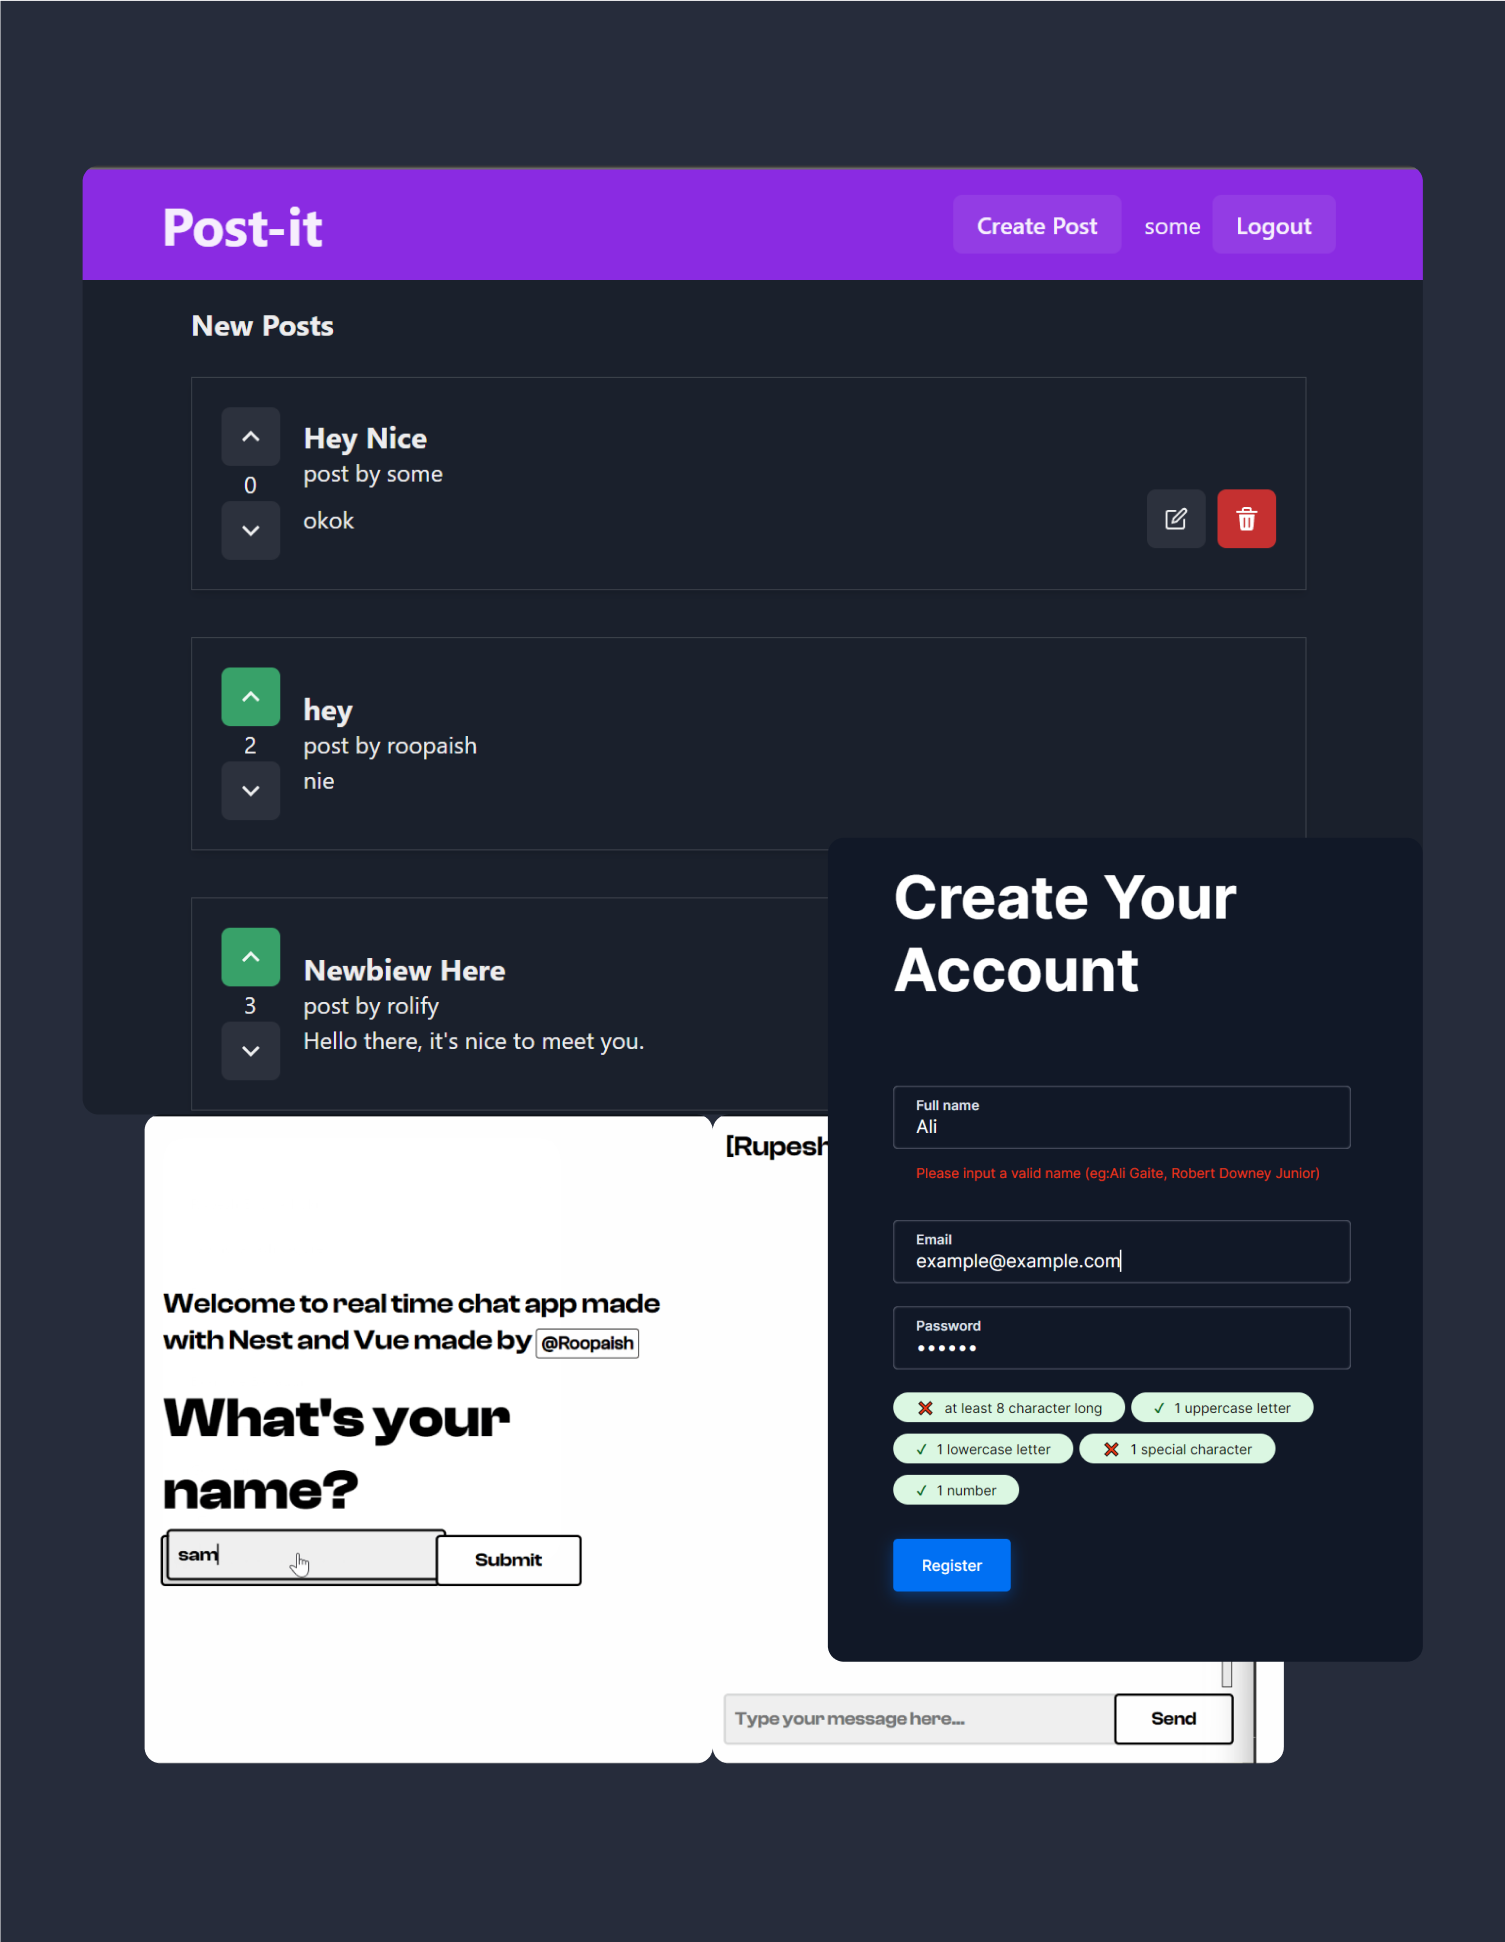 Post-it
Create Post
some
Logout
New Posts
Hey Nice
post by some
0
okok
hey
2
post by roopaish
nie
Newbiew Here
3
post by rolify
Hello there, it's nice to meet you.
Create Your
Account
Full name
Ali
Please input a valid name (eg:Ali Gaite, Robert Downey Junior)
Email
example@example.com
Password
at least 8 character long
1 uppercase letter
1 lowercase letter
1 special character
1 number
Register
Welcome to real time chat app made
with Nest and Vue made by @Roopaish
What's your
name?
sam
Submit
[Rupesh
Type your message here...
Send